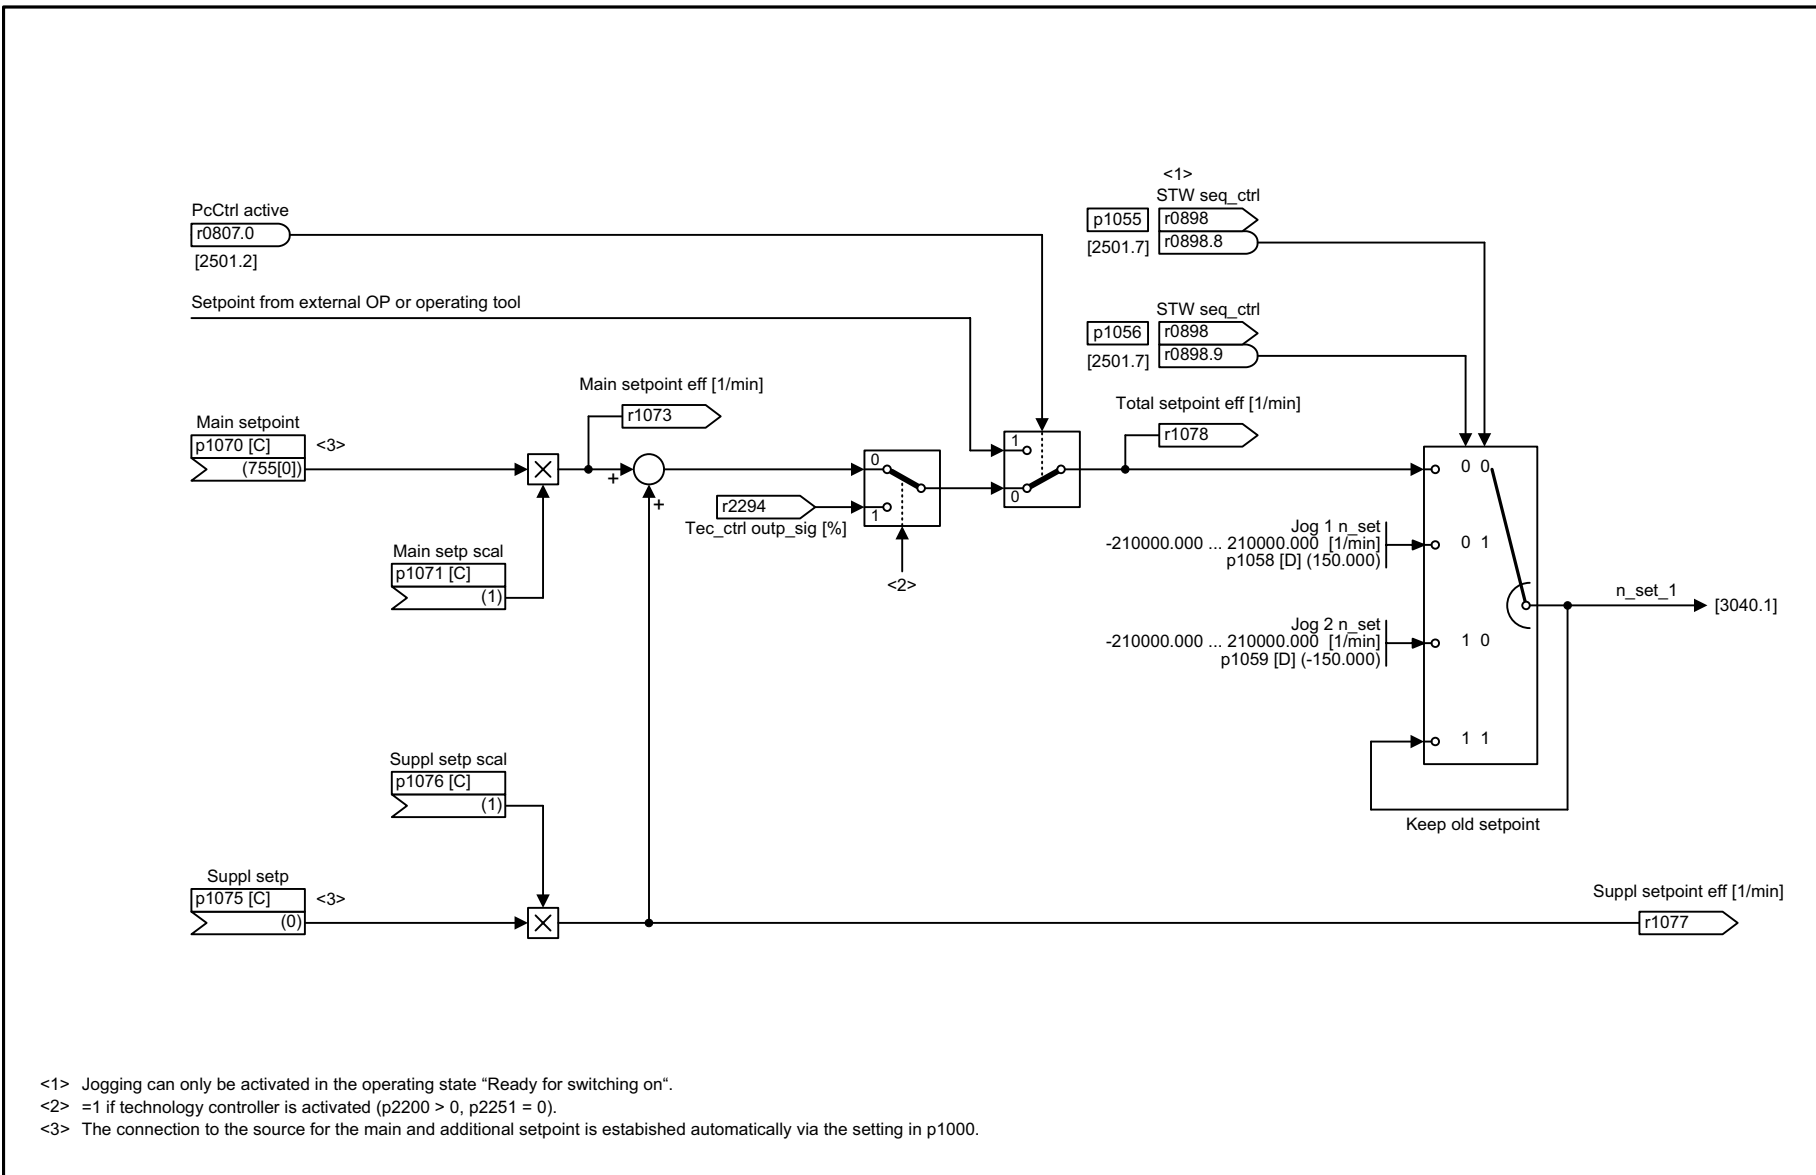 <1>
STW seq_ctrl
p1055
r0898
[2501.7]
r0898.8
PcCtrl active
r0807.0
[2501.2]
Setpoint from external OP or operating tool
STW seq_ctrl
p1056
r0898
[2501.7]
r0898.9
Main setpoint eff [1/min]
r1073
Total setpoint eff [1/min]
r1078
Main setpoint
p1070 [C]
<3>
(755[0])
+
+
0
1
1
0
r2294
Tec_ctrl outp_sig [%]
<2>
Main setp scal
p1071 [C]
(1)
0 0
Jog 1 n_set
-210000.000 ... 210000.000 [1/min]
p1058 [D] (150.000)
0 1
n_set_1
[3040.1]
Jog 2 n_set
-210000.000 ... 210000.000 [1/min]
p1059 [D] (-150.000)
1 0
1 1
Keep old setpoint
Suppl setp scal
p1076 [C]
(1)
Suppl setp
p1075 [C]
<3>
(0)
Suppl setpoint eff [1/min]
r1077
<1> Jogging can only be activated in the operating state “Ready for switching on“.
<2> =1 if technology controller is activated (p2200 > 0, p2251 = 0).
<3> The connection to the source for the main and additional setpoint is estabished automatically via the setting in p1000.